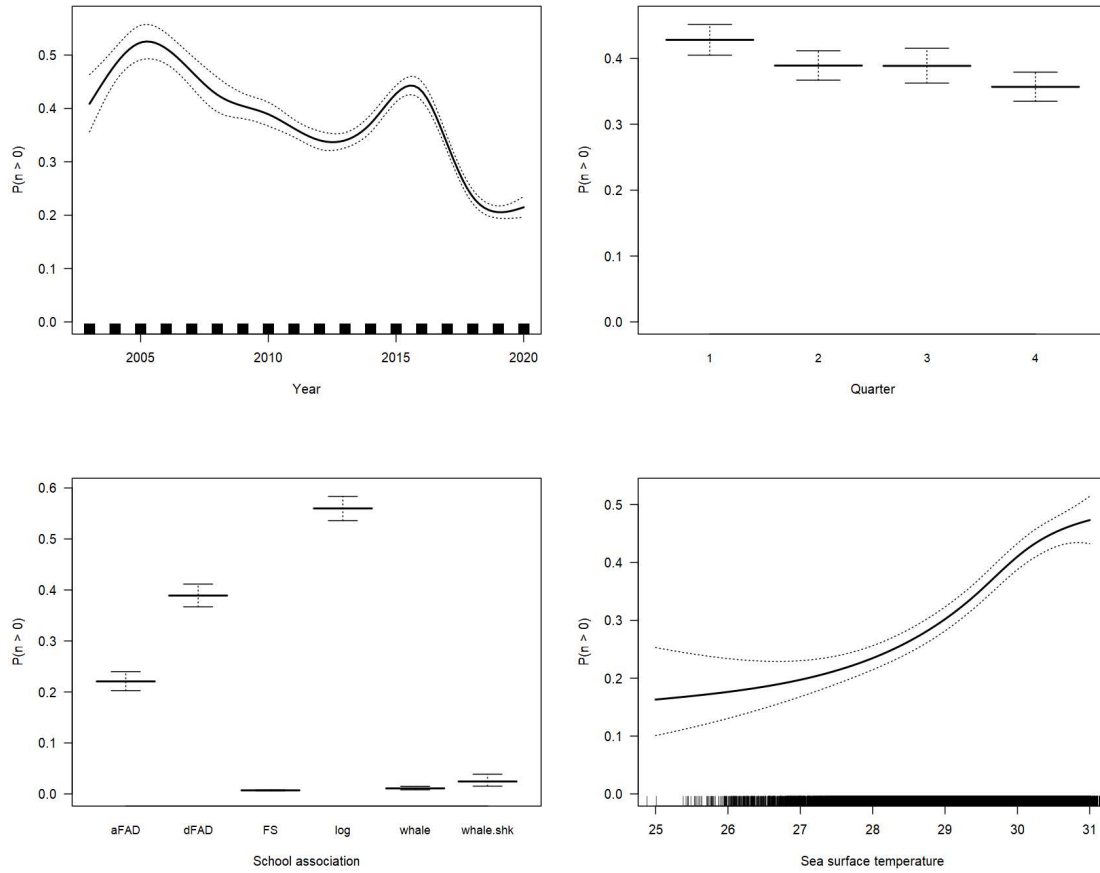 P(n > 0)
0.5
0.4
0.3
0.2
0.1
0.0
2005 2010 2015 2020
Year
P(n > 0)
0.4
0.3
0.2
0.1
0.0
1 2 3 4
Quarter
P(n > 0)
0.6
0.5
0.4
0.3
0.2
0.1
0.0
aFAD dFAD FS log whale whale.shk
School association
P(n > 0)
0.5
0.4
0.3
0.2
0.1
0.0
25 26 27 28 29 30 31
Sea surface temperature